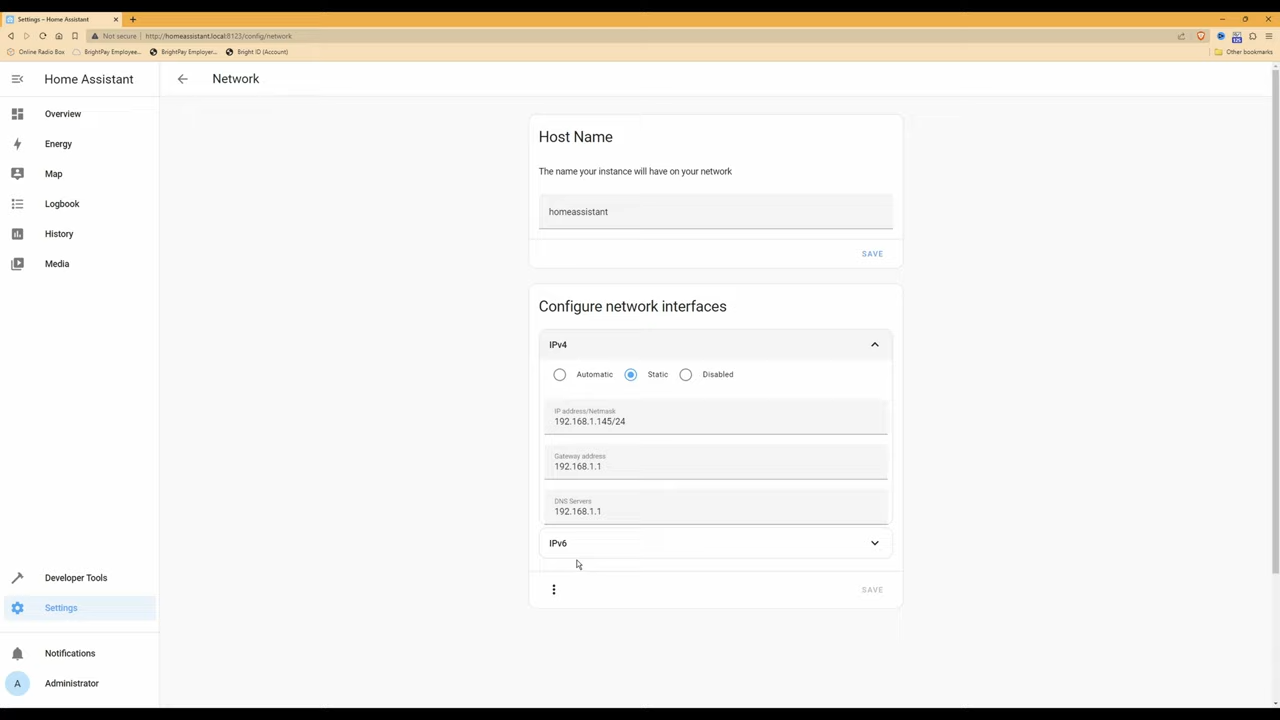 Settings – Home Assistant
Not secure
http://homeassistant.local:8123/config/network
125
Online Radio Box
BrightPay Employee...
BrightPay Employer...
Bright ID (Account)
Other bookmarks
Home Assistant
Network
Overview
Energy
Map
Logbook
History
Media
Developer Tools
Settings
Notifications
A
Administrator
Host Name
The name your instance will have on your network
homeassistant
SAVE
Configure network interfaces
IPv4
Automatic
Static
Disabled
IP address/Netmask
192.168.1.145/24
Gateway address
192.168.1.1
DNS Servers
192.168.1.1
IPv6
SAVE